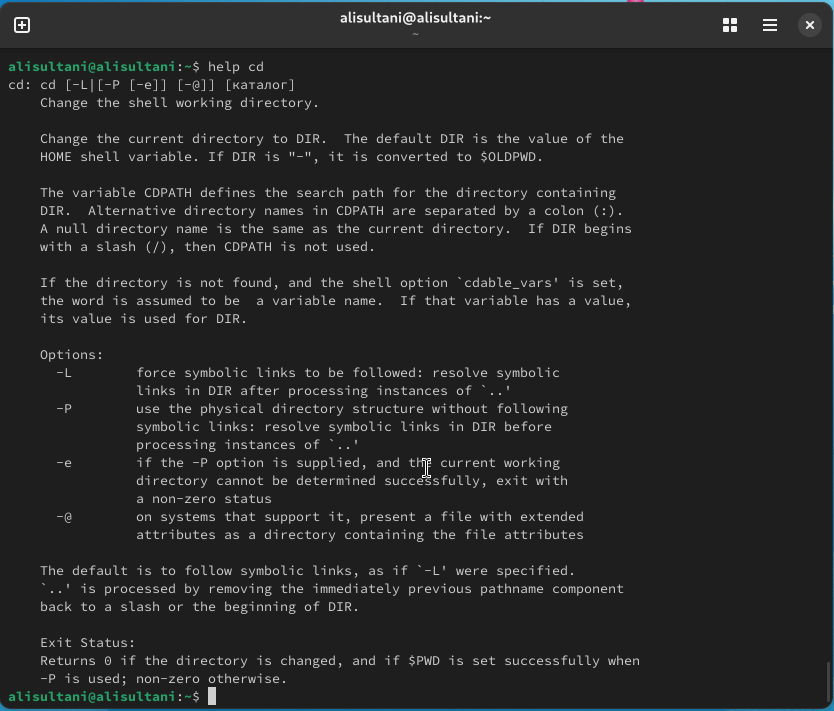 alisultani@alisultani:~
~
alisultani@alisultani:~$ help cd
cd: cd [-L|[-P [-e]] [-@]] [каталог]
    Change the shell working directory.

    Change the current directory to DIR.  The default DIR is the value of the
    HOME shell variable. If DIR is "-", it is converted to $OLDPWD.

    The variable CDPATH defines the search path for the directory containing
    DIR.  Alternative directory names in CDPATH are separated by a colon (:).
    A null directory name is the same as the current directory.  If DIR begins
    with a slash (/), then CDPATH is not used.

    If the directory is not found, and the shell option `cdable_vars' is set,
    the word is assumed to be  a variable name.  If that variable has a value,
    its value is used for DIR.

    Options:
      -L        force symbolic links to be followed: resolve symbolic
                links in DIR after processing instances of `..'
      -P        use the physical directory structure without following
                symbolic links: resolve symbolic links in DIR before
                processing instances of `..'
      -e        if the -P option is supplied, and the current working
                directory cannot be determined successfully, exit with
                a non-zero status
      -@        on systems that support it, present a file with extended
                attributes as a directory containing the file attributes

    The default is to follow symbolic links, as if `-L' were specified.
    `..' is processed by removing the immediately previous pathname component
    back to a slash or the beginning of DIR.

    Exit Status:
    Returns 0 if the directory is changed, and if $PWD is set successfully when
    -P is used; non-zero otherwise.
alisultani@alisultani:~$